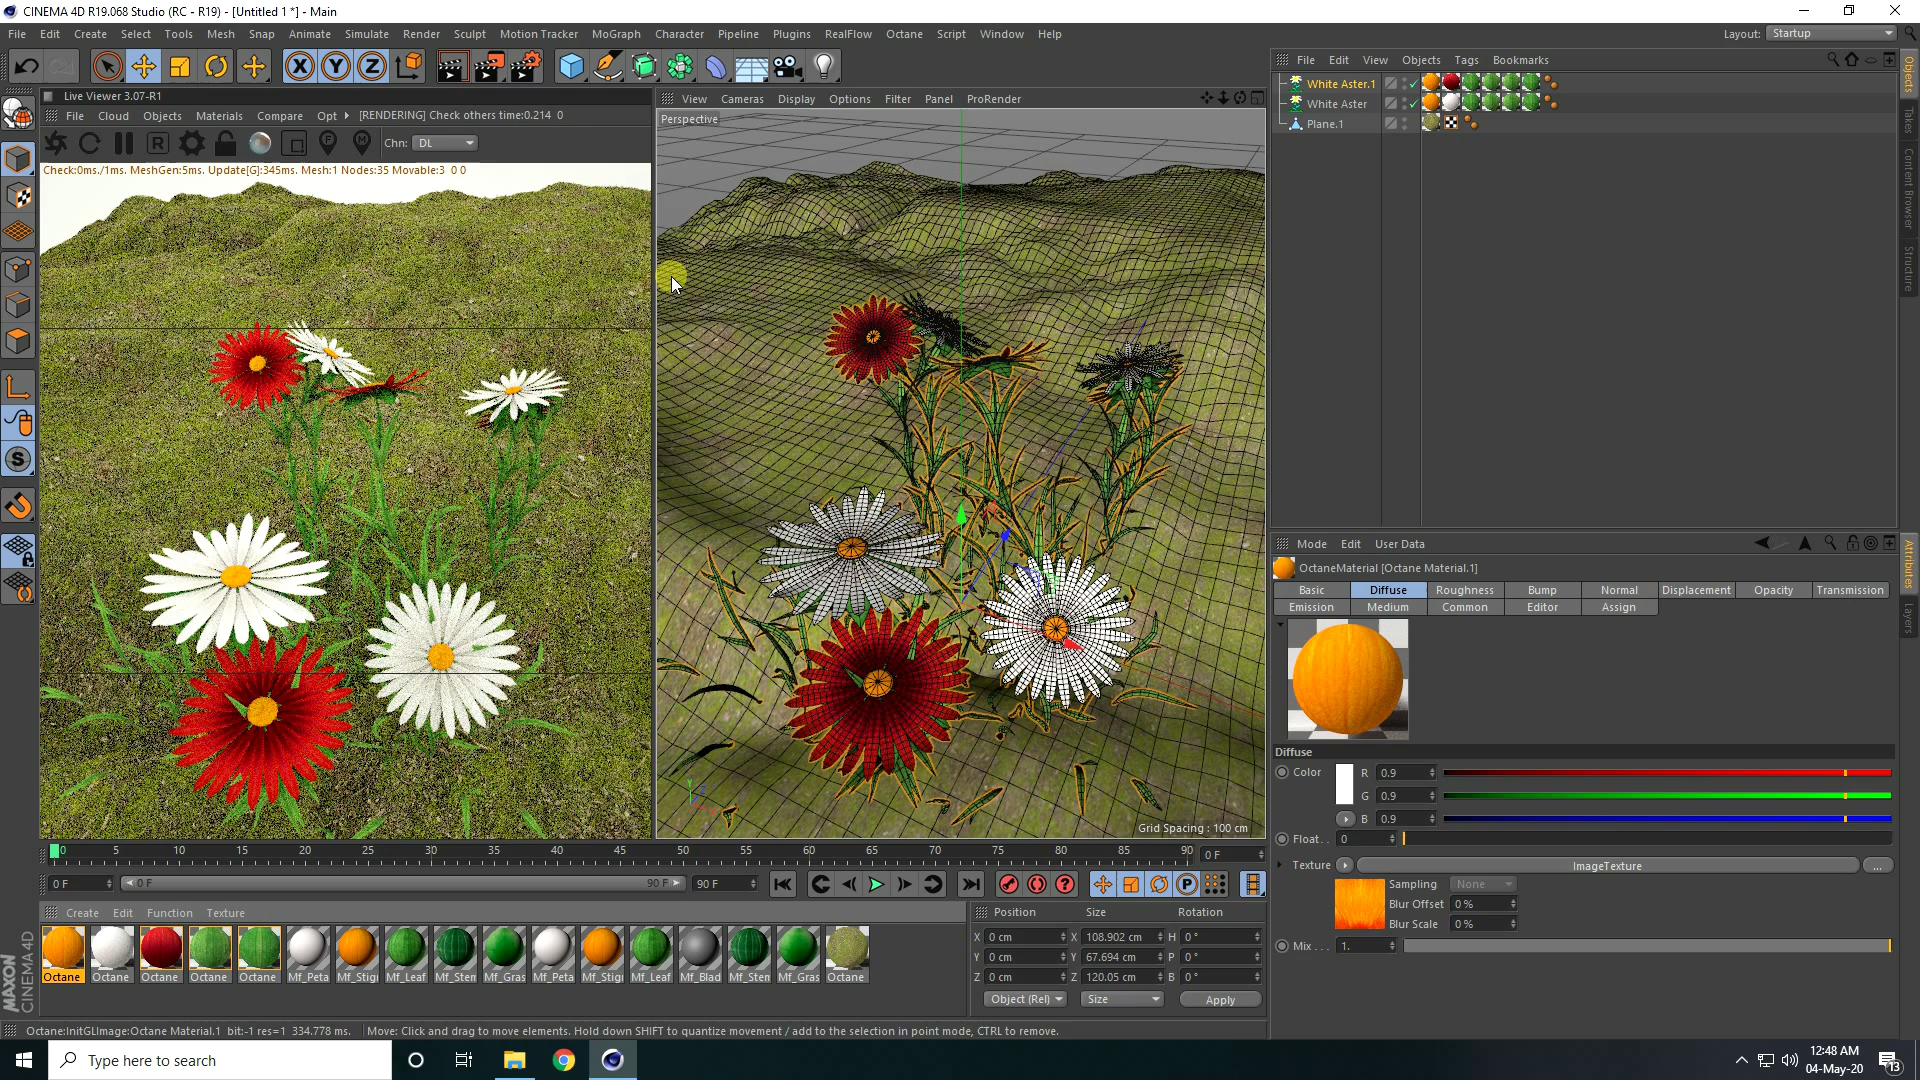 CINEMA 4D R19.068 Studio (RC - R19) - [Untitled 1 *] - Main
File Edit Create Select Tools Mesh Snap Animate Simulate Render Sculpt Motion Tracker MoGraph Character Pipeline Plugins RealFlow Octane Script Window Help
Layout: Startup
Live Viewer 3.07-R1
File Cloud Objects Materials Compare Opt [RENDERING] Check others time:0.214 0
Chn: DL
Check:0ms./1ms. MeshGen:5ms. Update[G]:345ms. Mesh:1 Nodes:35 Movable:3 0 0
View Cameras Display Options Filter Panel ProRender
Perspective
Grid Spacing : 100 cm
File Edit View Objects Tags Bookmarks
White Aster.1
White Aster
Plane.1
Objects
Takes
Content Browser
Structure
Mode Edit User Data
OctaneMaterial [Octane Material.1]
Basic Diffuse Roughness Bump Normal Displacement Opacity Transmission
Emission Medium Common Editor Assign
Attributes
Layers
Diffuse
Color R 0.9
G 0.9
B 0.9
Float . . 0
Texture ImageTexture ...
Sampling None
Blur Offset 0 %
Blur Scale 0 %
Mix . . . 1.
0 5 10 15 20 25 30 35 40 45 50 55 60 65 70 75 80 85 90 0 F
0 F 0 F 90 F 90 F
Create Edit Function Texture
Octane Octane Octane Octane Octane Mf_Peta Mf_Stigi Mf_Leaf Mf_Sten Mf_Gras Mf_Peta Mf_Stigi Mf_Leaf Mf_Blad Mf_Sten Mf_Gras Octane
Position Size Rotation
X 0 cm X 108.902 cm H 0 °
Y 0 cm Y 67.694 cm P 0 °
Z 0 cm Z 120.05 cm B 0 °
Object (Rel) Size Apply
MAXON
CINEMA 4D
Octane:InitGLImage:Octane Material.1 bit:-1 res=1 334.778 ms. Move: Click and drag to move elements. Hold down SHIFT to quantize movement / add to the selection in point mode, CTRL to remove.
Type here to search
12:48 AM
04-May-20
13